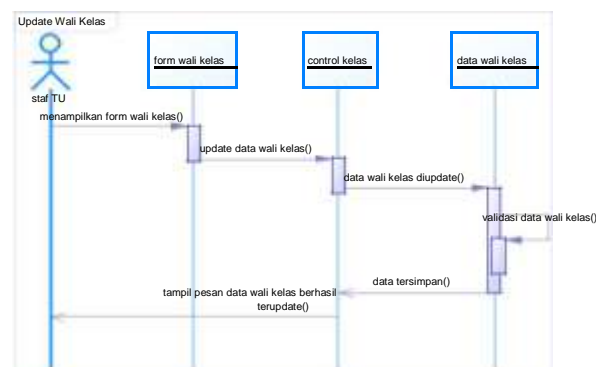 Update Wali Kelas
form wali kelas
control kelas
data wali kelas
staf TU
menampilkan form wali kelas()
update data wali kelas()
data wali kelas diupdate()
validasi data wali kelas()
data tersimpan()
tampil pesan data wali kelas berhasil
terupdate()